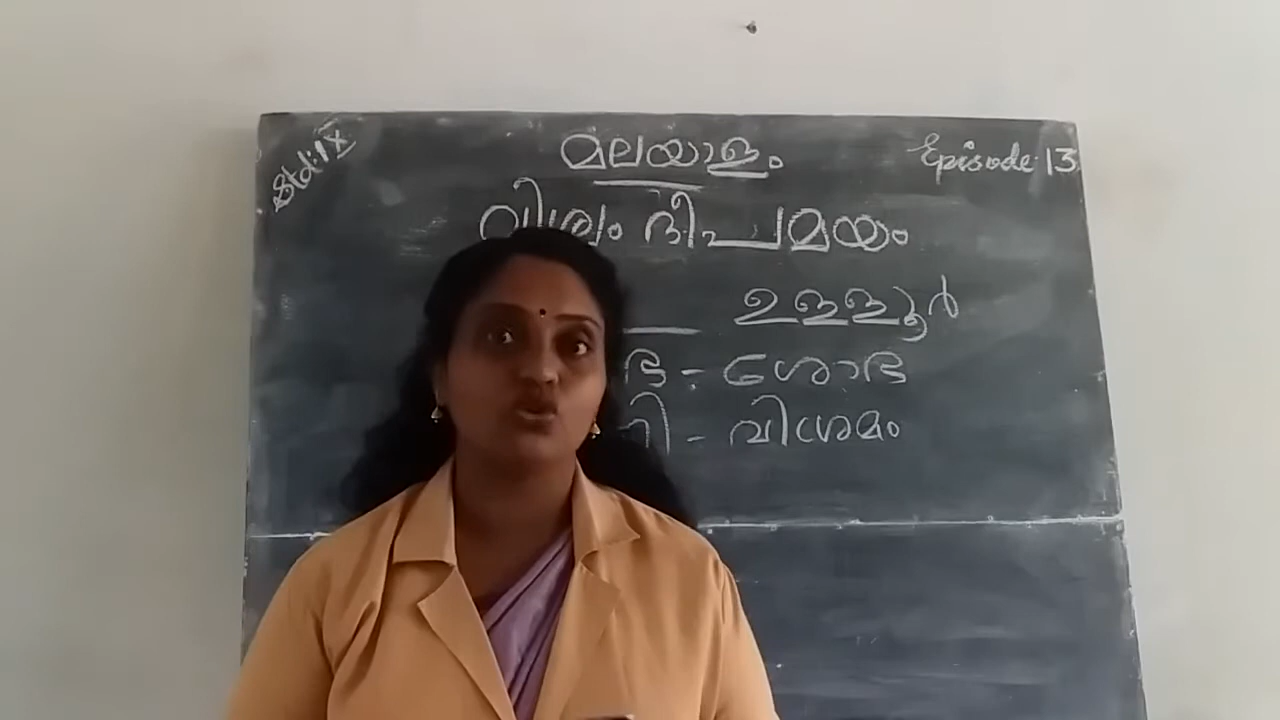 Std: IX
മലയാളം
Episode: 13
വിശ്വം ദീപമയം
ഉള്ളൂർ
- ശോഭ
- വിശ്രമം